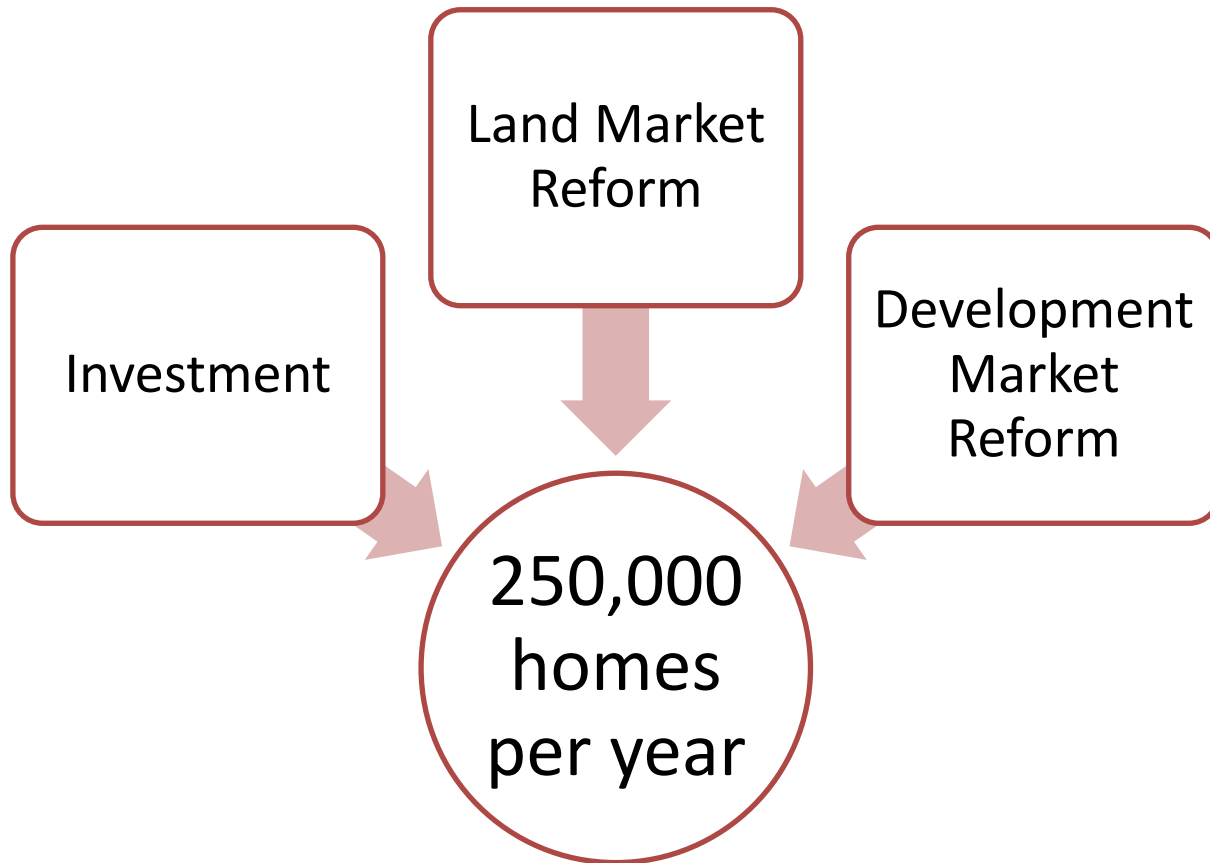 Land Market
Reform
Investment
Development
Market
Reform
250,000
homes
per year